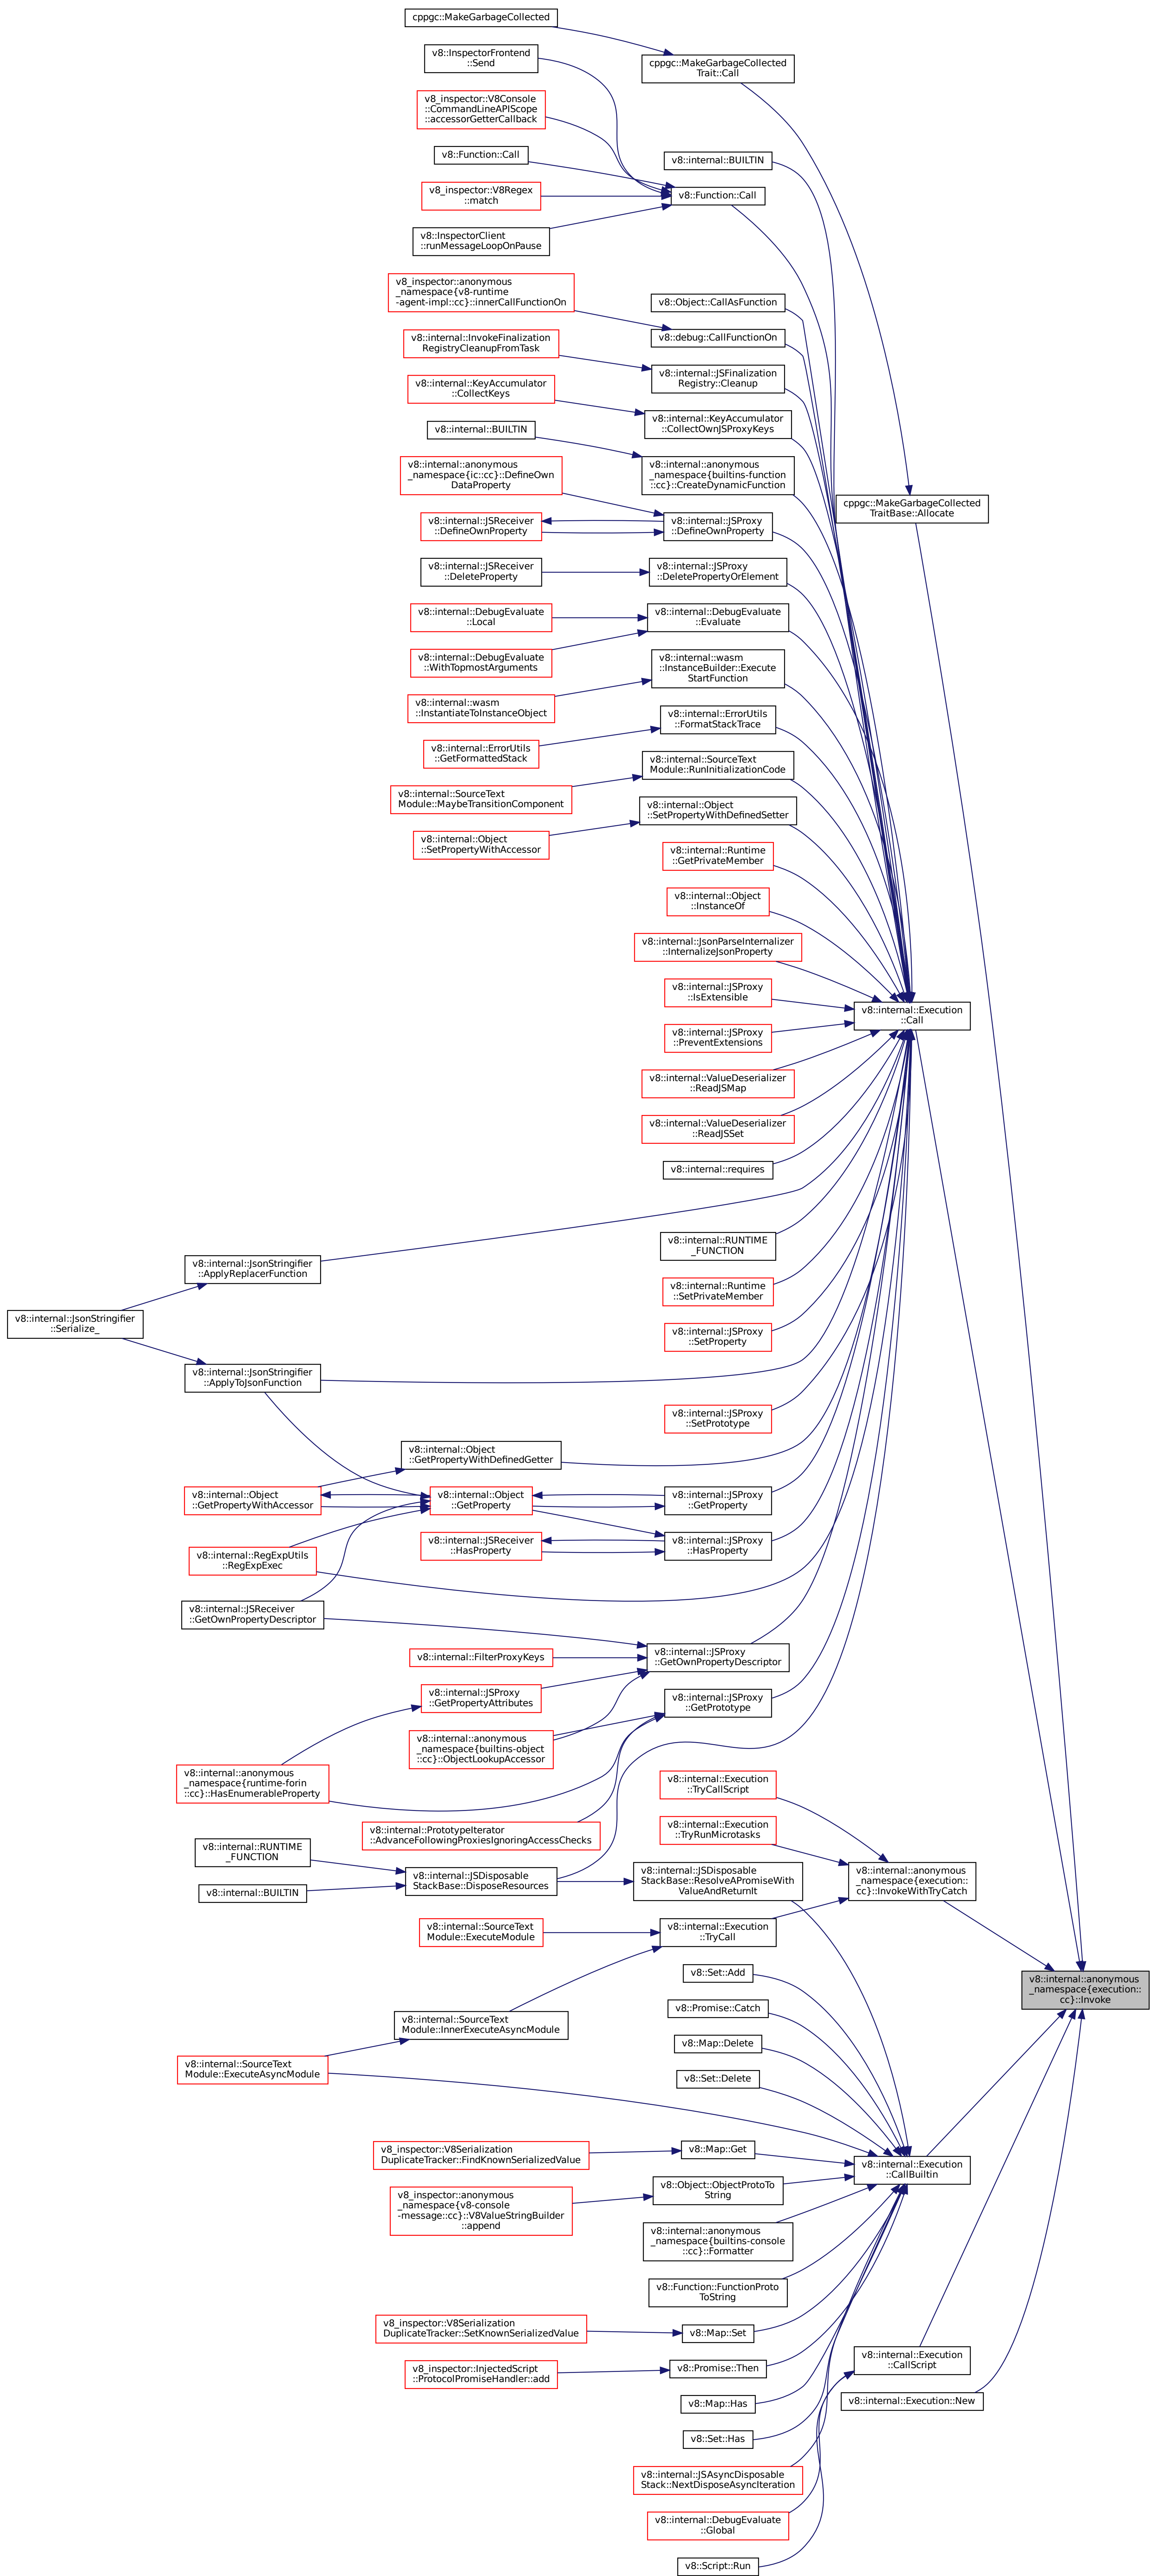 cppgc::MakeGarbageCollected
v8::InspectorFrontend
::Send
cppgc::MakeGarbageCollected
Trait::Call
v8_inspector::V8Console
::CommandLineAPIScope
::accessorGetterCallback
v8::Function::Call
v8::internal::BUILTIN
v8_inspector::V8Regex
::match
v8::Function::Call
v8::InspectorClient
::runMessageLoopOnPause
v8_inspector::anonymous
_namespace{v8-runtime
-agent-impl::cc}::innerCallFunctionOn
v8::Object::CallAsFunction
v8::debug::CallFunctionOn
v8::internal::InvokeFinalization
RegistryCleanupFromTask
v8::internal::JSFinalization
Registry::Cleanup
v8::internal::KeyAccumulator
::CollectKeys
v8::internal::KeyAccumulator
::CollectOwnJSProxyKeys
v8::internal::BUILTIN
v8::internal::anonymous
_namespace{ic::cc}::DefineOwn
DataProperty
v8::internal::anonymous
_namespace{builtins-function
::cc}::CreateDynamicFunction
cppgc::MakeGarbageCollected
TraitBase::Allocate
v8::internal::JSReceiver
::DefineOwnProperty
v8::internal::JSProxy
::DefineOwnProperty
v8::internal::JSReceiver
::DeleteProperty
v8::internal::JSProxy
::DeletePropertyOrElement
v8::internal::DebugEvaluate
::Local
v8::internal::DebugEvaluate
::Evaluate
v8::internal::DebugEvaluate
::WithTopmostArguments
v8::internal::wasm
::InstanceBuilder::Execute
StartFunction
v8::internal::wasm
::InstantiateToInstanceObject
v8::internal::ErrorUtils
::FormatStackTrace
v8::internal::ErrorUtils
::GetFormattedStack
v8::internal::SourceText
Module::RunInitializationCode
v8::internal::SourceText
Module::MaybeTransitionComponent
v8::internal::Object
::SetPropertyWithDefinedSetter
v8::internal::Object
::SetPropertyWithAccessor
v8::internal::Runtime
::GetPrivateMember
v8::internal::Object
::InstanceOf
v8::internal::JsonParseInternalizer
::InternalizeJsonProperty
v8::internal::JSProxy
::IsExtensible
v8::internal::Execution
::Call
v8::internal::JSProxy
::PreventExtensions
v8::internal::ValueDeserializer
::ReadJSMap
v8::internal::ValueDeserializer
::ReadJSSet
v8::internal::requires
v8::internal::RUNTIME
_FUNCTION
v8::internal::JsonStringifier
::ApplyReplacerFunction
v8::internal::Runtime
::SetPrivateMember
v8::internal::JsonStringifier
::Serialize_
v8::internal::JSProxy
::SetProperty
v8::internal::JsonStringifier
::ApplyToJsonFunction
v8::internal::JSProxy
::SetPrototype
v8::internal::Object
::GetPropertyWithDefinedGetter
v8::internal::Object
::GetPropertyWithAccessor
v8::internal::Object
::GetProperty
v8::internal::JSProxy
::GetProperty
v8::internal::JSReceiver
::HasProperty
v8::internal::JSProxy
::HasProperty
v8::internal::RegExpUtils
::RegExpExec
v8::internal::JSReceiver
::GetOwnPropertyDescriptor
v8::internal::FilterProxyKeys
v8::internal::JSProxy
::GetOwnPropertyDescriptor
v8::internal::JSProxy
::GetPropertyAttributes
v8::internal::JSProxy
::GetPrototype
v8::internal::anonymous
_namespace{builtins-object
::cc}::ObjectLookupAccessor
v8::internal::anonymous
_namespace{runtime-forin
::cc}::HasEnumerableProperty
v8::internal::Execution
::TryCallScript
v8::internal::PrototypeIterator
::AdvanceFollowingProxiesIgnoringAccessChecks
v8::internal::Execution
::TryRunMicrotasks
v8::internal::RUNTIME
_FUNCTION
v8::internal::JSDisposable
StackBase::DisposeResources
v8::internal::JSDisposable
StackBase::ResolveAPromiseWith
ValueAndReturnIt
v8::internal::anonymous
_namespace{execution::
cc}::InvokeWithTryCatch
v8::internal::BUILTIN
v8::internal::SourceText
Module::ExecuteModule
v8::internal::Execution
::TryCall
v8::Set::Add
v8::internal::anonymous
_namespace{execution::
cc}::Invoke
v8::Promise::Catch
v8::internal::SourceText
Module::InnerExecuteAsyncModule
v8::Map::Delete
v8::internal::SourceText
Module::ExecuteAsyncModule
v8::Set::Delete
v8_inspector::V8Serialization
DuplicateTracker::FindKnownSerializedValue
v8::Map::Get
v8::internal::Execution
::CallBuiltin
v8::Object::ObjectProtoTo
String
v8_inspector::anonymous
_namespace{v8-console
-message::cc}::V8ValueStringBuilder
::append
v8::internal::anonymous
_namespace{builtins-console
::cc}::Formatter
v8::Function::FunctionProto
ToString
v8_inspector::V8Serialization
DuplicateTracker::SetKnownSerializedValue
v8::Map::Set
v8::internal::Execution
::CallScript
v8_inspector::InjectedScript
::ProtocolPromiseHandler::add
v8::Promise::Then
v8::Map::Has
v8::internal::Execution::New
v8::Set::Has
v8::internal::JSAsyncDisposable
Stack::NextDisposeAsyncIteration
v8::internal::DebugEvaluate
::Global
v8::Script::Run